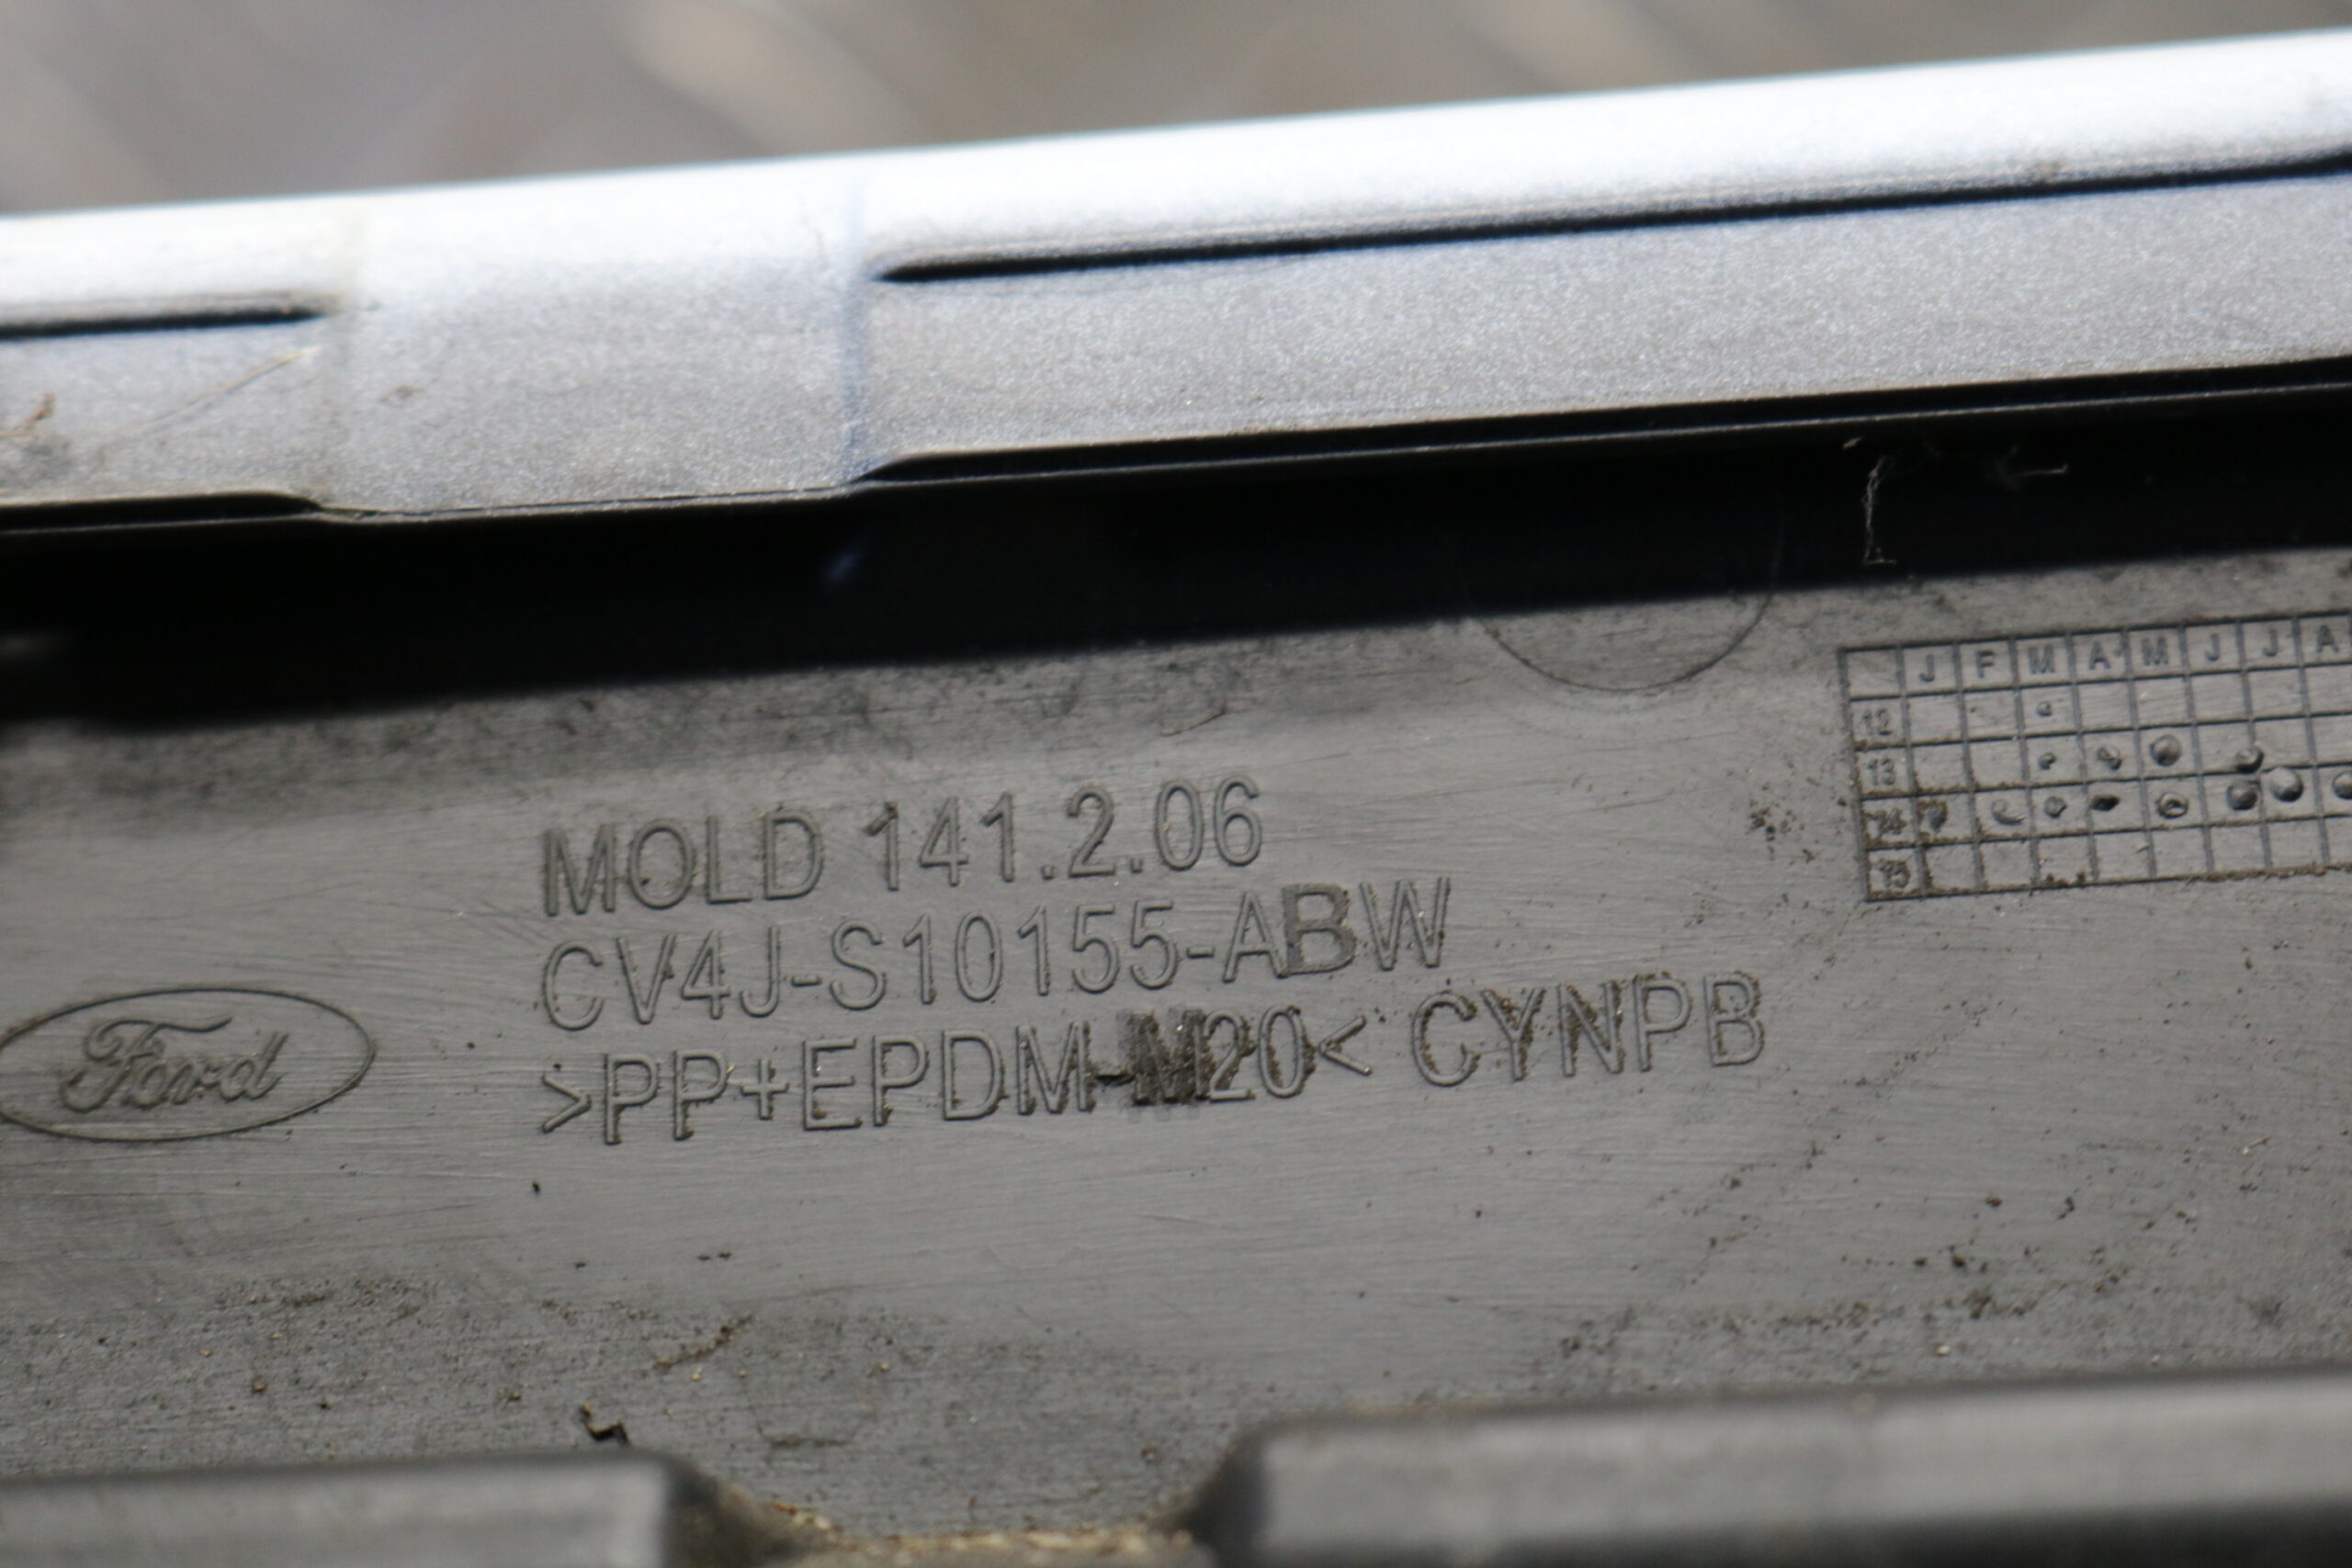 MOLD 141.2.06
CV4J-S10155-ABW
>PP+EPDM-M20< CYNPB
Ford
J F M A M J J A
12
13
14
15